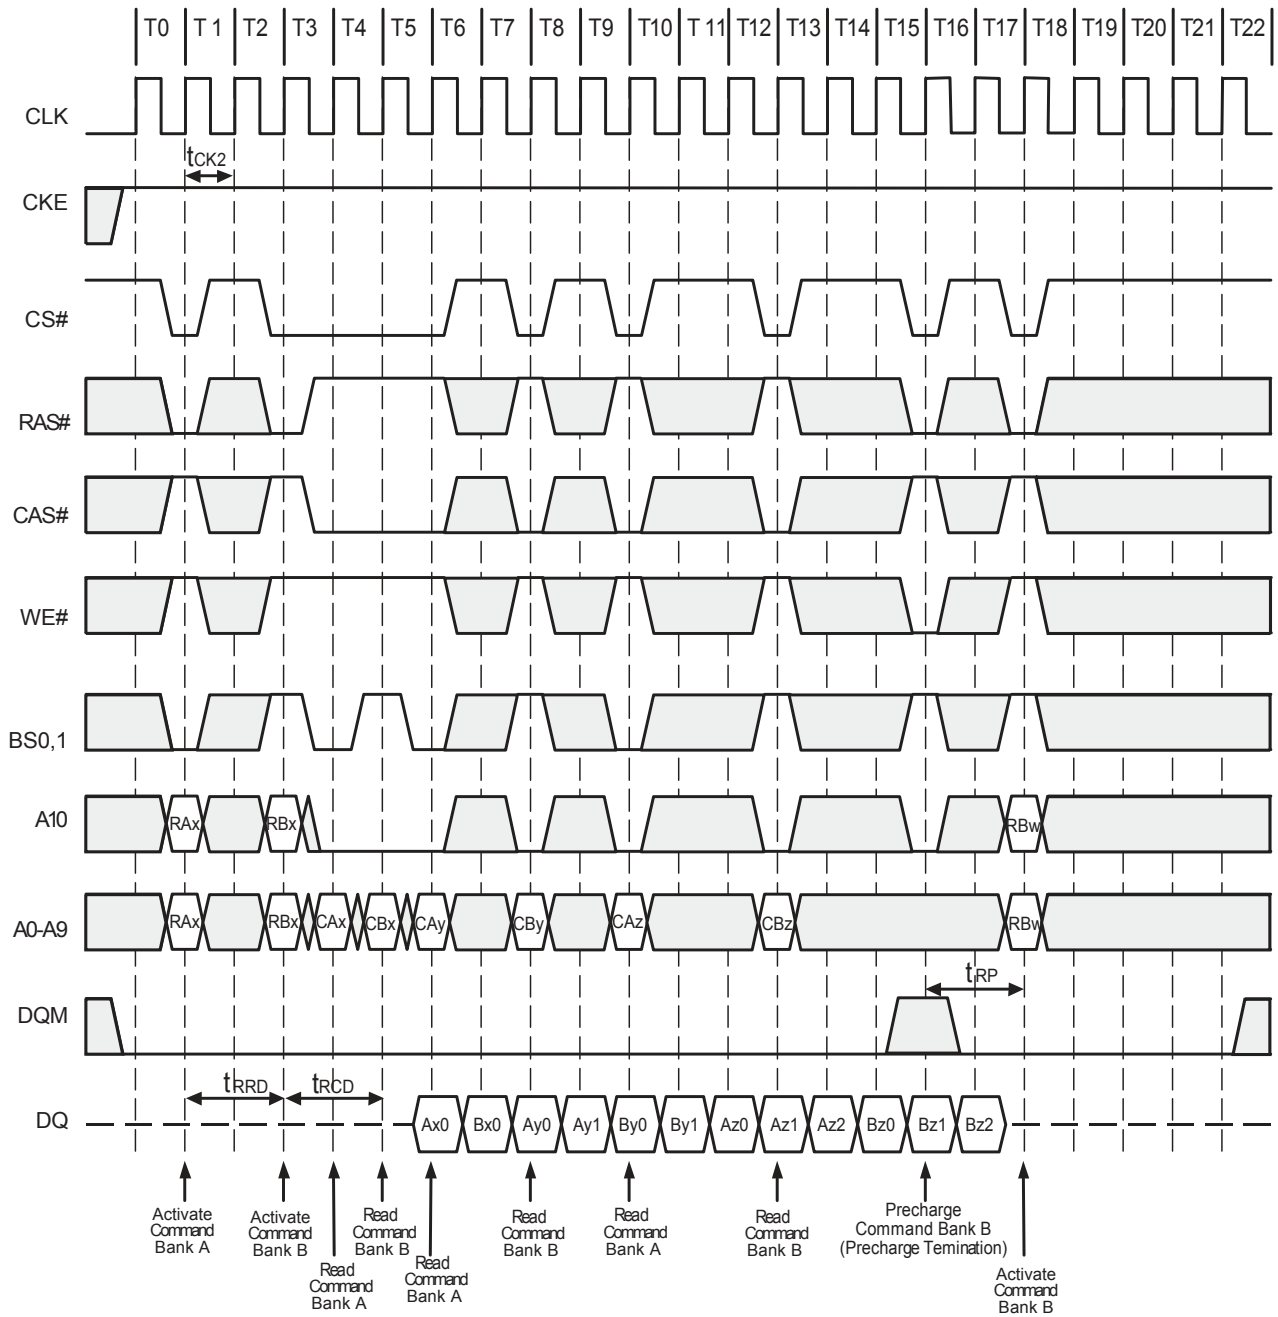 T0 T 1 T2 T3 T4 T5 T6 T7 T8 T9 T10 T 11 T12 T13 T14 T15 T16 T17 T18 T19 T20 T21 T22
CLK
tCK2
CKE
CS#
RAS#
CAS#
WE#
BS0,1
A10
RAx RBx RBw
A0-A9
RAx RBx CAx CBx CAy CBy CAz CBz RBw
tRP
DQM
tRRD tRCD
DQ
Ax0 Bx0 Ay0 Ay1 By0 By1 Az0 Az1 Az2 Bz0 Bz1 Bz2
Activate
Command
Bank A
Activate
Command
Bank B
Read
Command
Bank A
Read
Command
Bank B
Read
Command
Bank A
Read
Command
Bank B
Read
Command
Bank A
Read
Command
Bank B
Precharge
Command Bank B
(Precharge Temination)
Activate
Command
Bank B